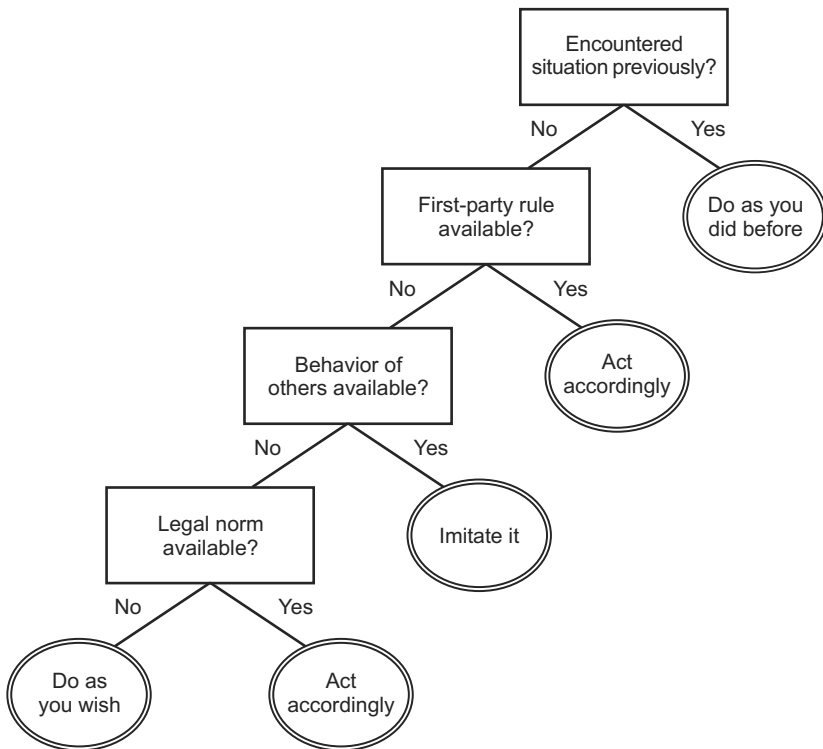 Encountered
situation previously?
No
Yes
First-party rule
available?
Do as you
did before
No
Yes
Behavior of
others available?
Act
accordingly
No
Yes
Legal norm
available?
Imitate it
No
Yes
Do as
you wish
Act
accordingly